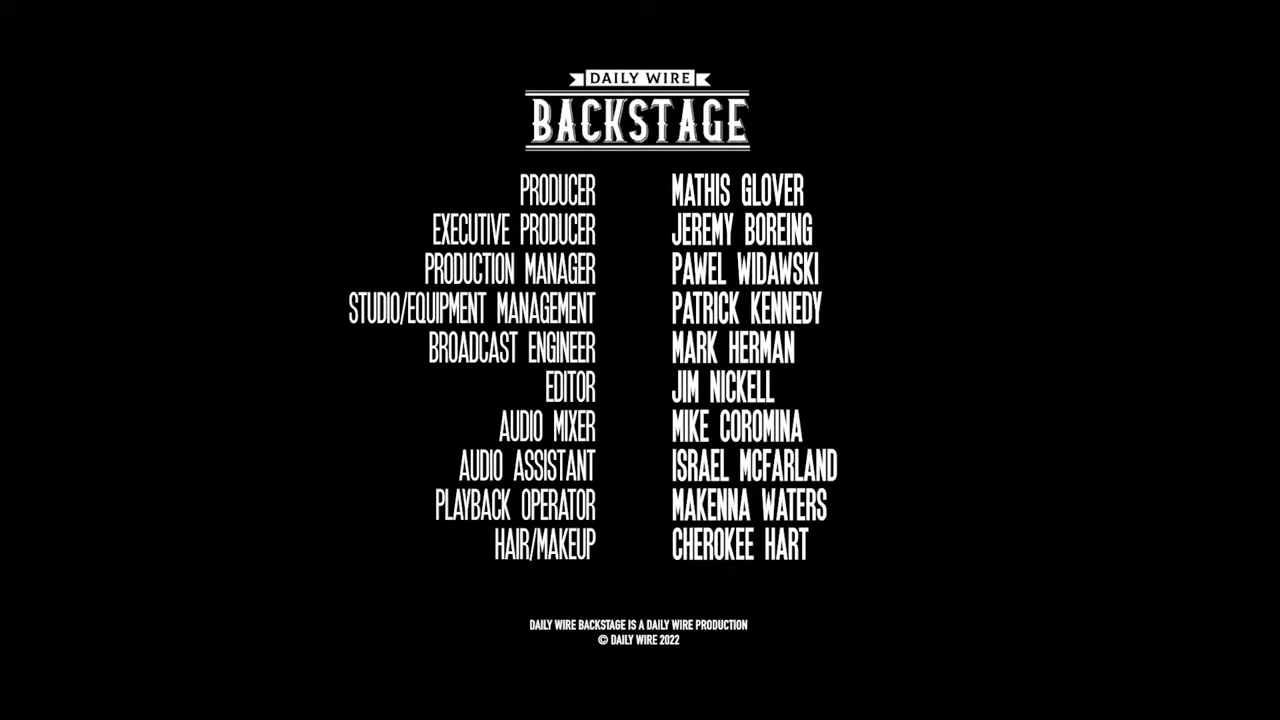 DAILY WIRE
BACKSTAGE
PRODUCER MATHIS GLOVER
EXECUTIVE PRODUCER JEREMY BOREING
PRODUCTION MANAGER PAWEL WIDAWSKI
STUDIO/EQUIPMENT MANAGEMENT PATRICK KENNEDY
BROADCAST ENGINEER MARK HERMAN
EDITOR JIM NICKELL
AUDIO MIXER MIKE COROMINA
AUDIO ASSISTANT ISRAEL MCFARLAND
PLAYBACK OPERATOR MAKENNA WATERS
HAIR/MAKEUP CHEROKEE HART
DAILY WIRE BACKSTAGE IS A DAILY WIRE PRODUCTION
© DAILY WIRE 2022